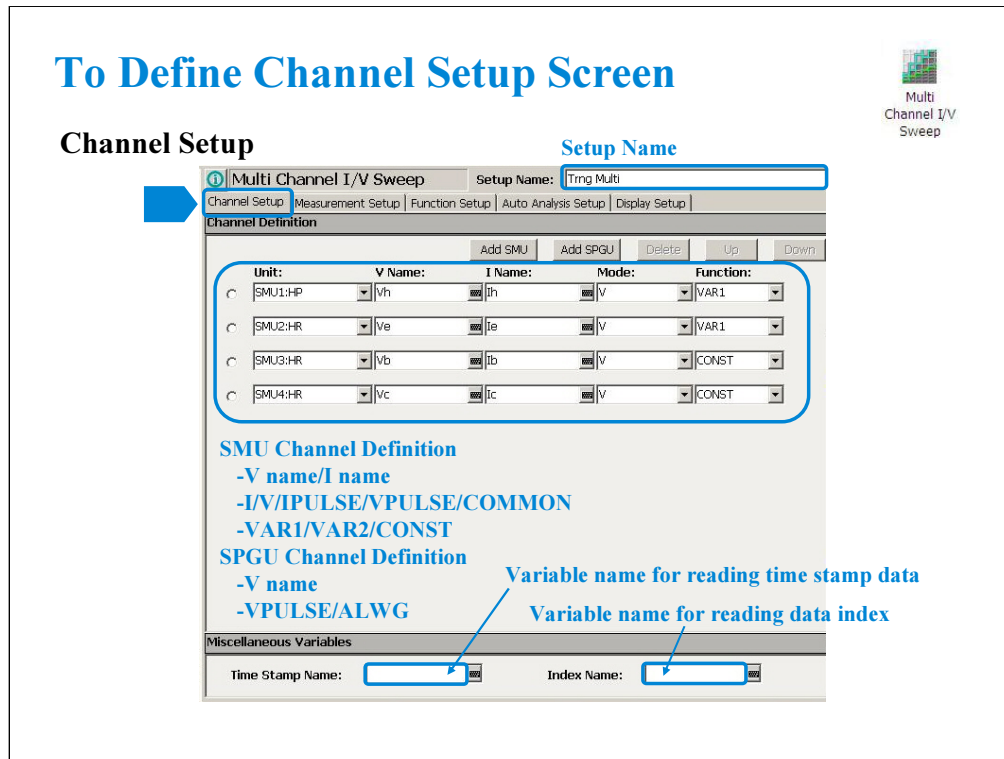 To Define Channel Setup Screen
Multi
Channel I/V
Sweep
Channel Setup
Setup Name
Multi Channel I/V Sweep Setup Name: Trng Multi
Channel Setup Measurement Setup Function Setup Auto Analysis Setup Display Setup
Channel Definition
Add SMU Add SPGU Delete Up Down
Unit: V Name: I Name: Mode: Function:
SMU1:HP Vh Ih V VAR1
SMU2:HR Ve Ie V VAR1
SMU3:HR Vb Ib V CONST
SMU4:HR Vc Ic V CONST
SMU Channel Definition
-V name/I name
-I/V/IPULSE/VPULSE/COMMON
-VAR1/VAR2/CONST
SPGU Channel Definition
-V name
-VPULSE/ALWG
Variable name for reading time stamp data
Variable name for reading data index
Miscellaneous Variables
Time Stamp Name: Index Name: